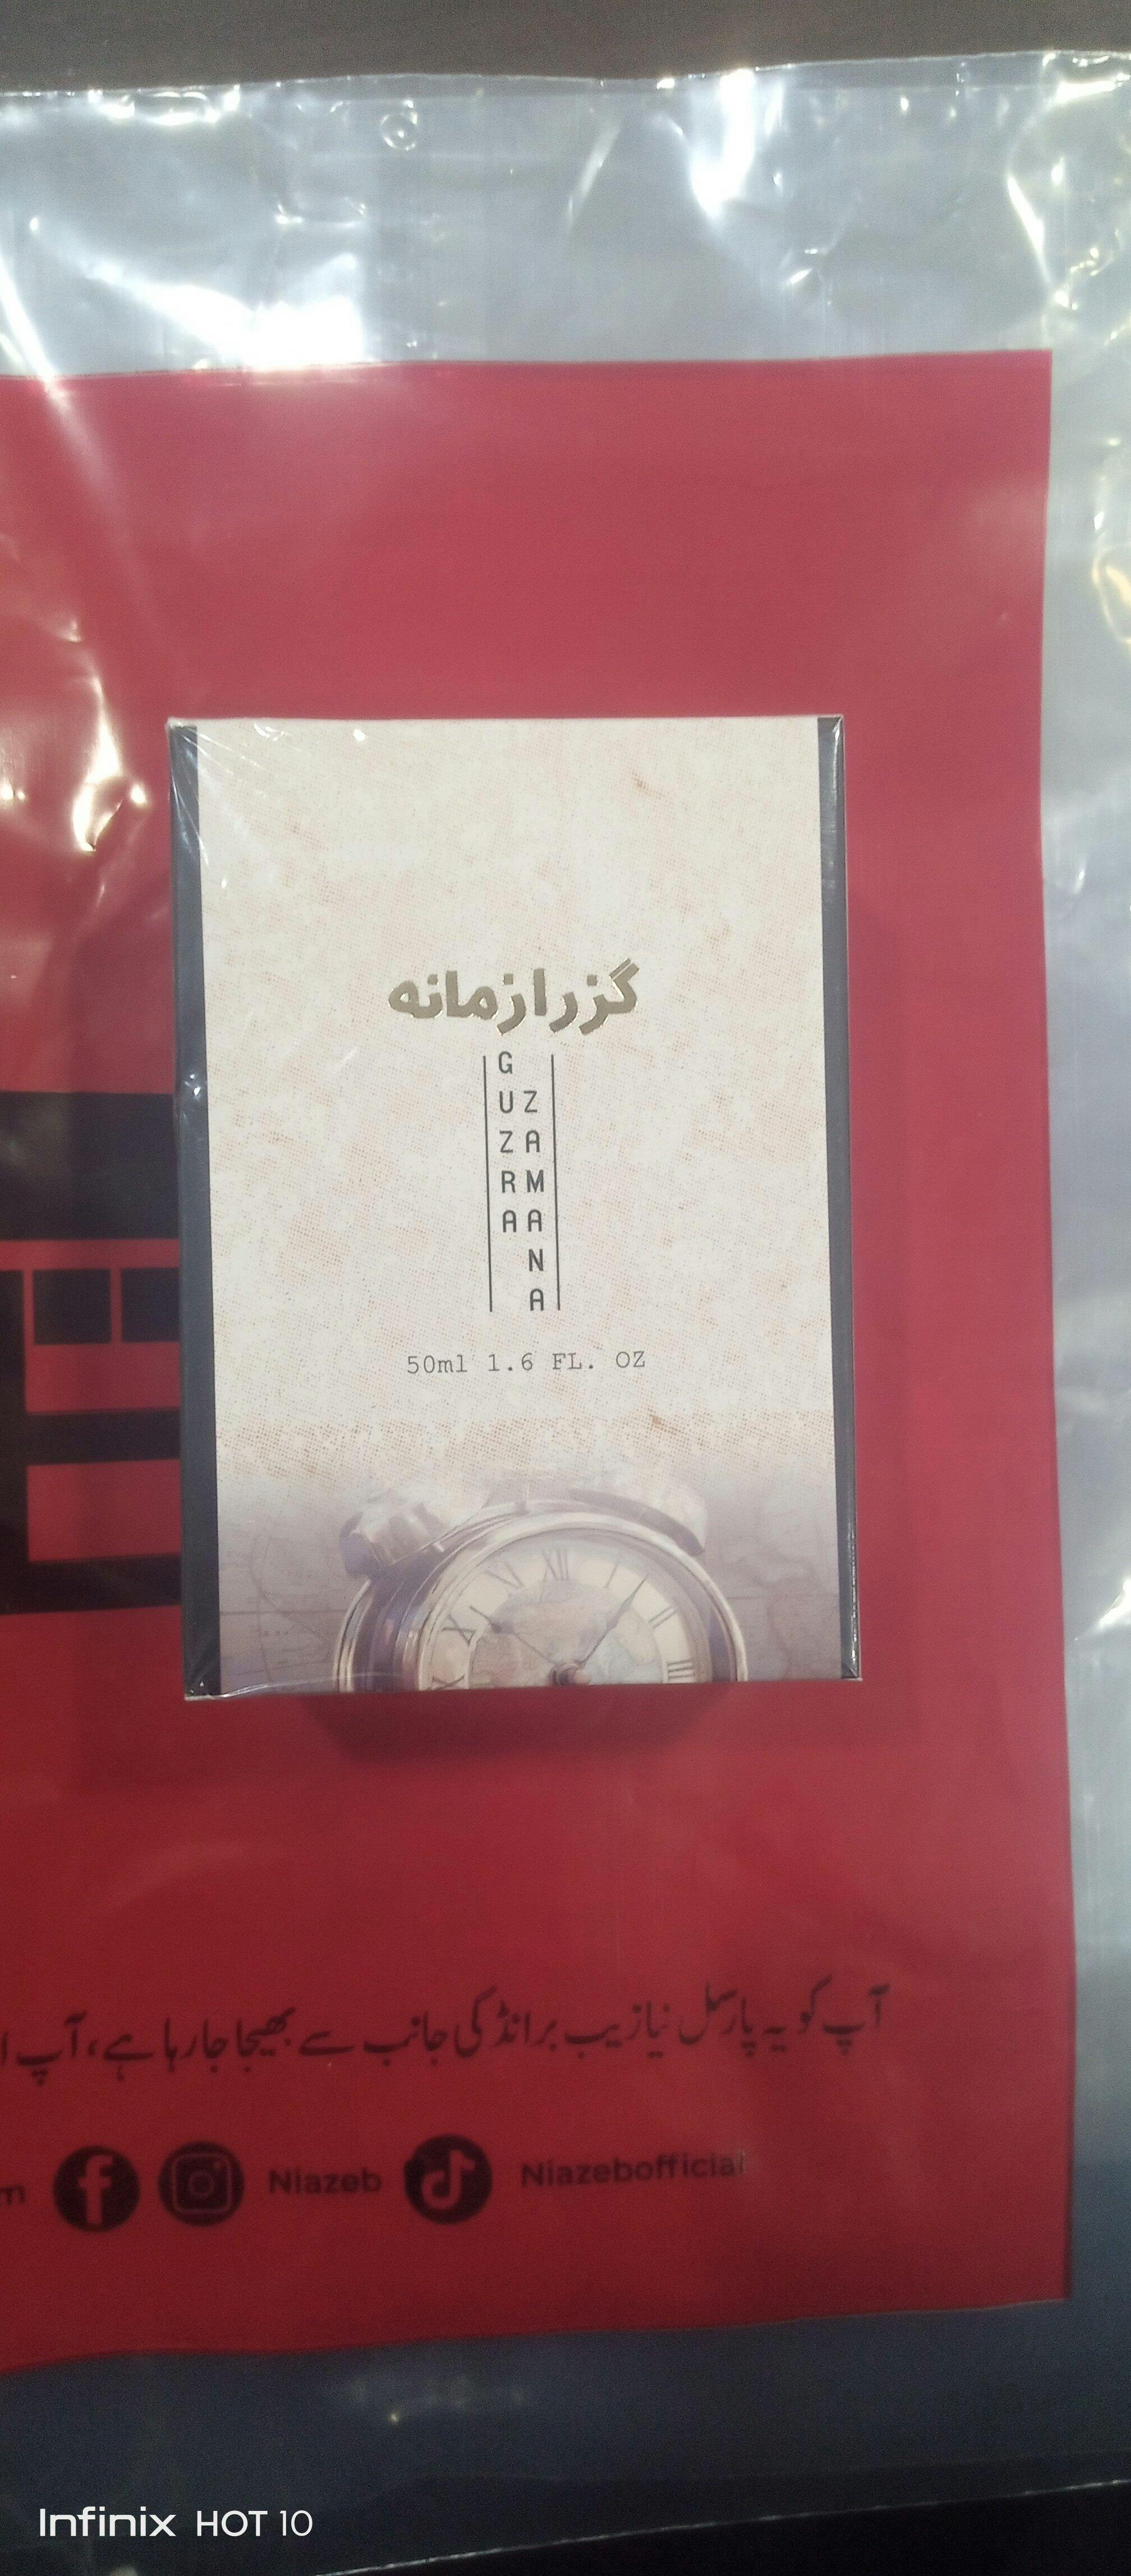 گزرا زمانہ
GUZRA
ZAMANA
50ml 1.6 FL. OZ
آپ کو یہ پارسل نیازیب برانڈ کی جانب سے بھیجا جا رہا ہے، آپ
Niazeb
Niazebofficial
Infinix HOT 10